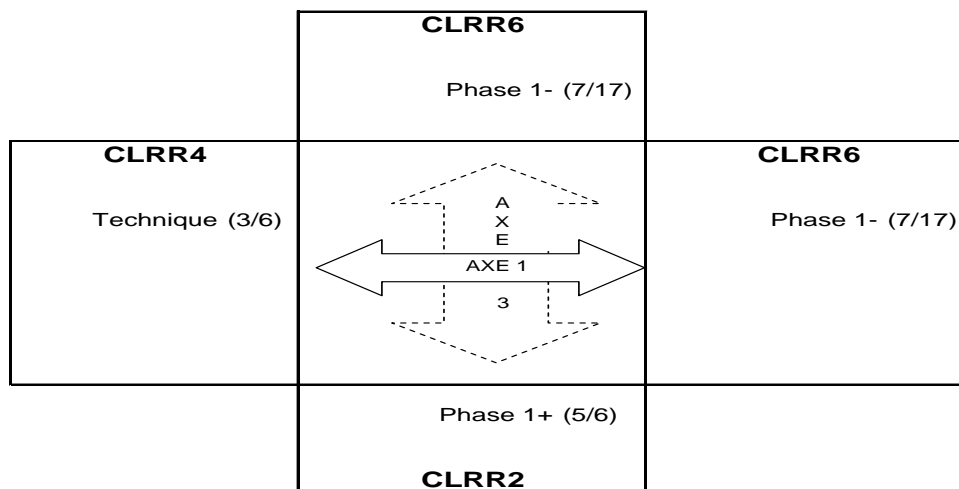 CLRR6
Phase 1- (7/17)
CLRR4
CLRR6
Technique (3/6)
Phase 1- (7/17)
A
X
E
AXE 1
3
Phase 1+ (5/6)
CLRR2